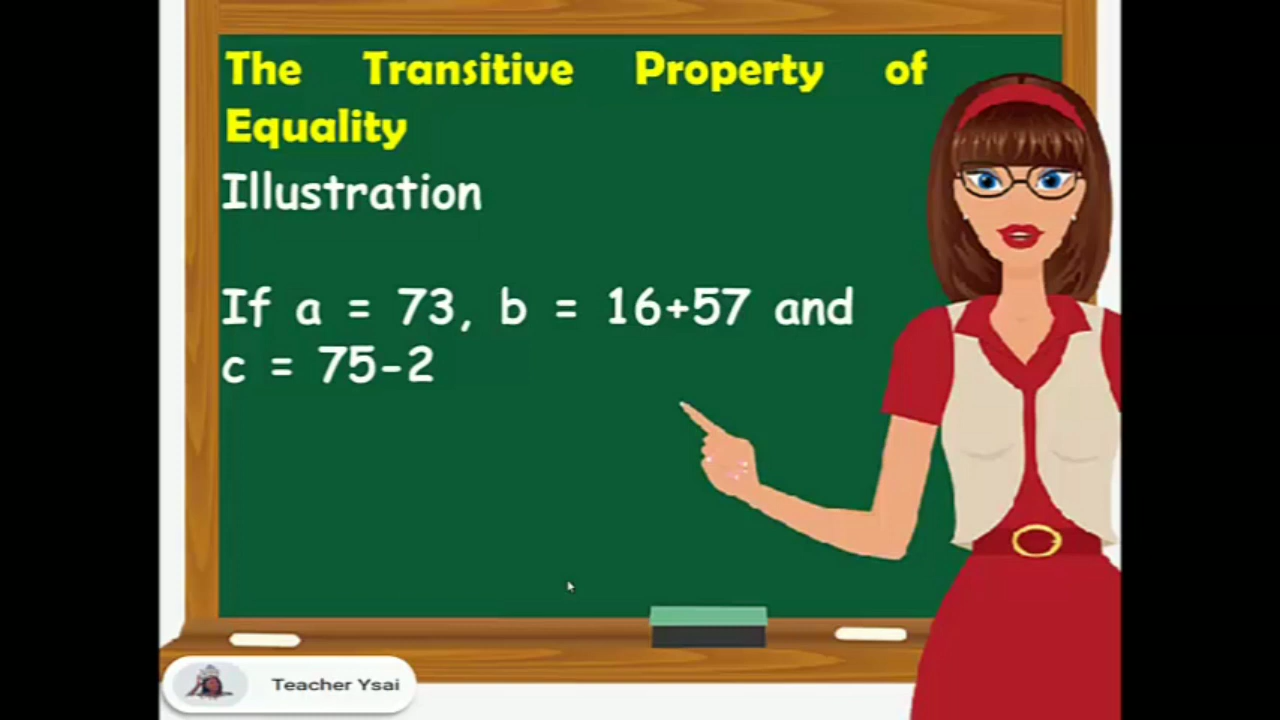 The Transitive Property of
Equality
Illustration
If a = 73, b = 16+57 and
c = 75-2
Teacher Ysai